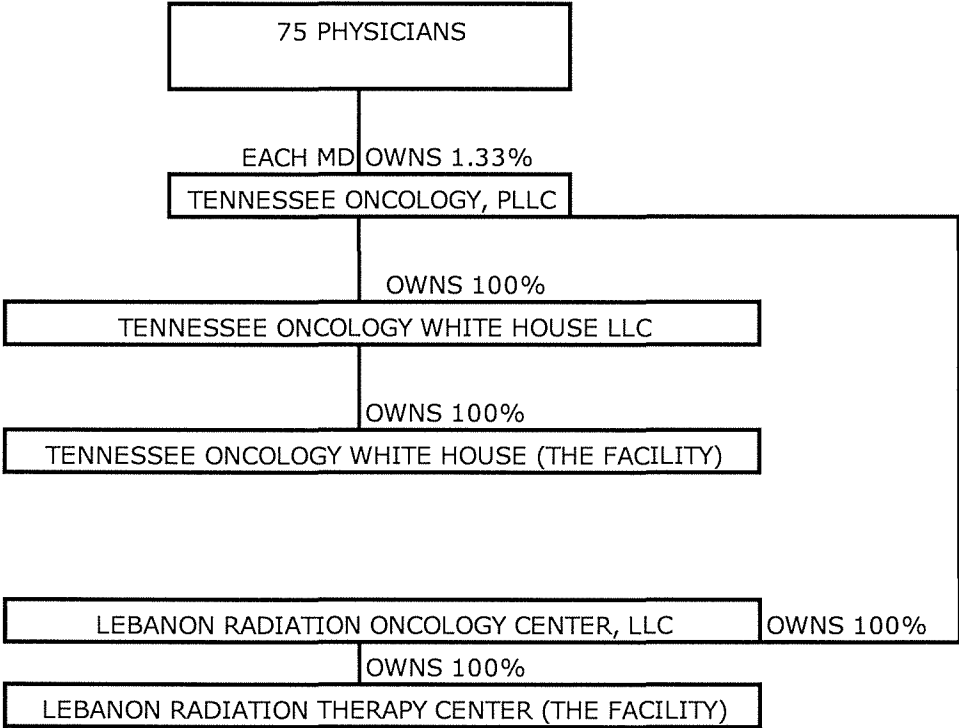 75 PHYSICIANS
EACH MD OWNS 1.33%
TENNESSEE ONCOLOGY, PLLC
OWNS 100%
TENNESSEE ONCOLOGY WHITE HOUSE LLC
OWNS 100%
TENNESSEE ONCOLOGY WHITE HOUSE (THE FACILITY)
LEBANON RADIATION ONCOLOGY CENTER, LLC OWNS 100%
OWNS 100%
LEBANON RADIATION THERAPY CENTER (THE FACILITY)